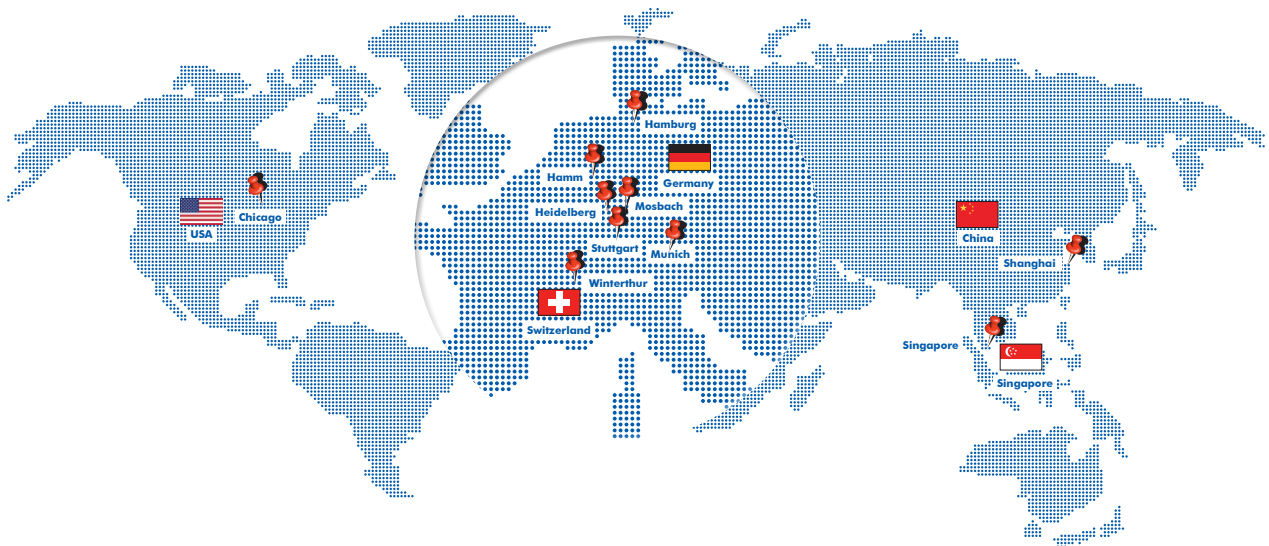 Hamburg
Hamm
Germany
Heidelberg
Mosbach
Chicago
USA
Stuttgart
Munich
China
Shanghai
Winterthur
Switzerland
Singapore
Singapore